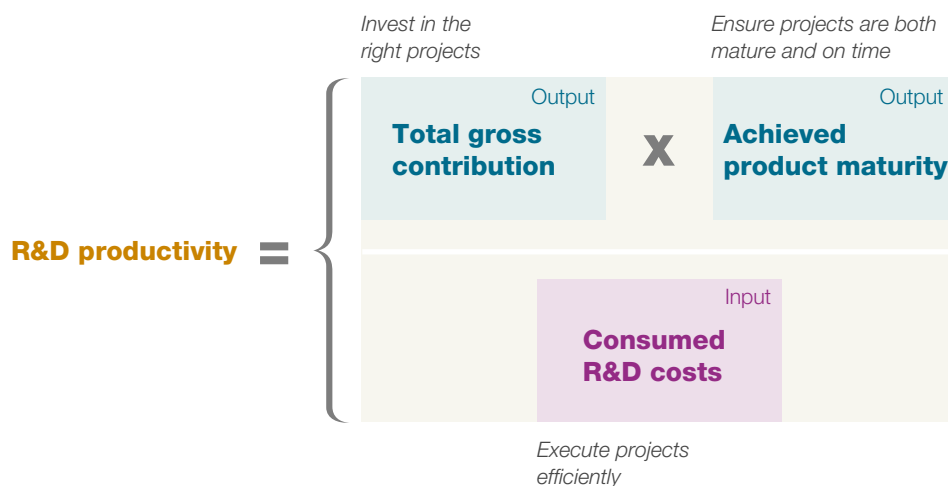 Invest in the
right projects
Ensure projects are both
mature and on time
Output
Total gross
contribution
x
Output
Achieved
product maturity
R&D productivity =
Input
Consumed
R&D costs
Execute projects
efficiently